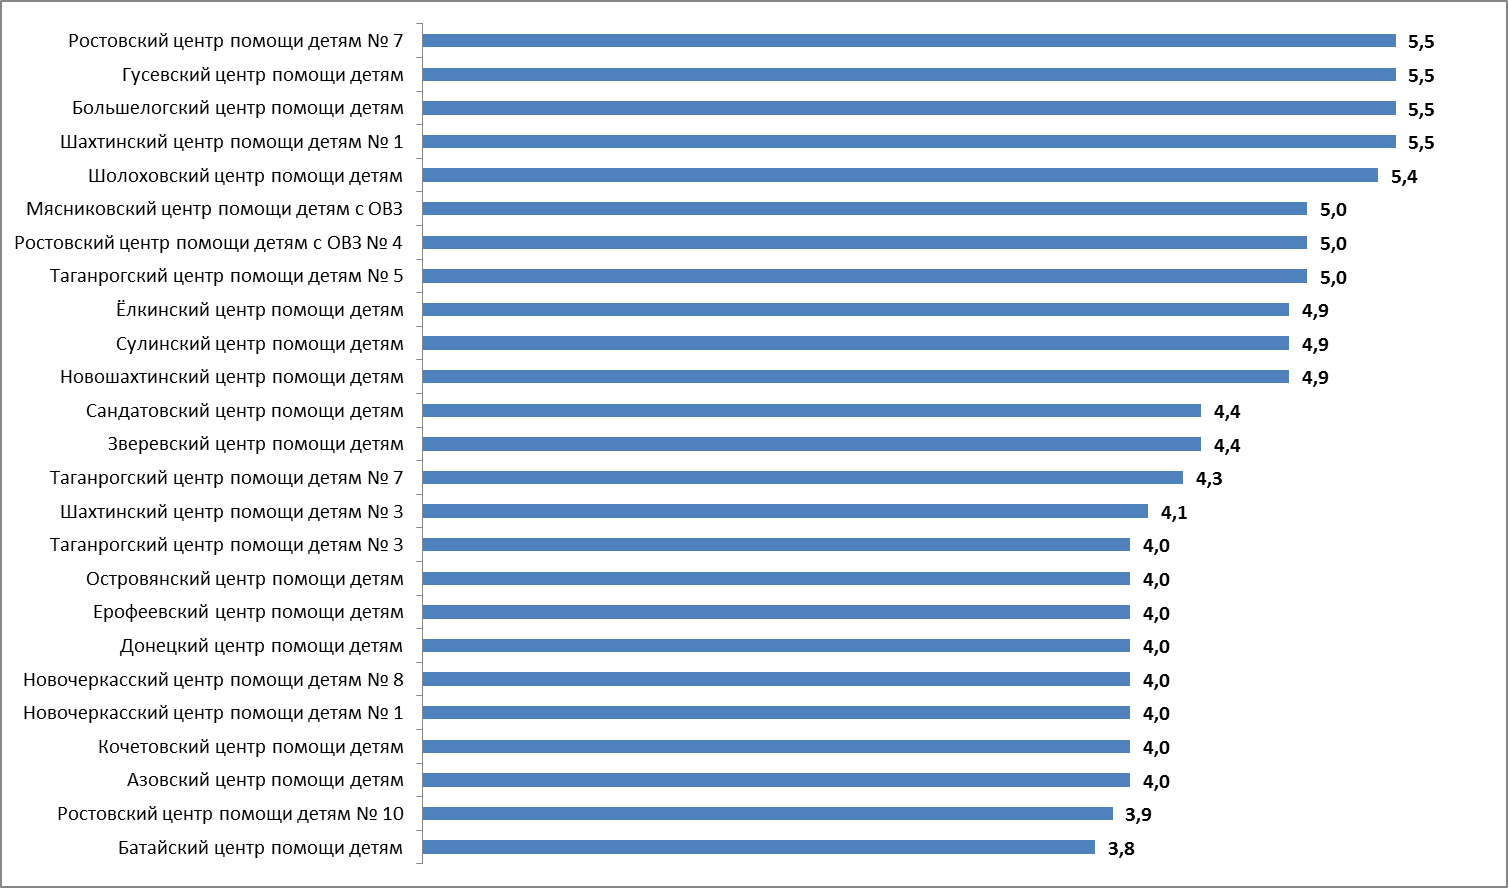 Ростовский центр помощи детям № 7 5,5
Гусевский центр помощи детям 5,5
Большелогский центр помощи детям 5,5
Шахтинский центр помощи детям № 1 5,5
Шолоховский центр помощи детям 5,4
Мясниковский центр помощи детям с ОВЗ 5,0
Ростовский центр помощи детям с ОВЗ № 4 5,0
Таганрогский центр помощи детям № 5 5,0
Ёлкинский центр помощи детям 4,9
Сулинский центр помощи детям 4,9
Новошахтинский центр помощи детям 4,9
Сандатовский центр помощи детям 4,4
Зверевский центр помощи детям 4,4
Таганрогский центр помощи детям № 7 4,3
Шахтинский центр помощи детям № 3 4,1
Таганрогский центр помощи детям № 3 4,0
Островянский центр помощи детям 4,0
Ерофеевский центр помощи детям 4,0
Донецкий центр помощи детям 4,0
Новочеркасский центр помощи детям № 8 4,0
Новочеркасский центр помощи детям № 1 4,0
Кочетовский центр помощи детям 4,0
Азовский центр помощи детям 4,0
Ростовский центр помощи детям № 10 3,9
Батайский центр помощи детям 3,8